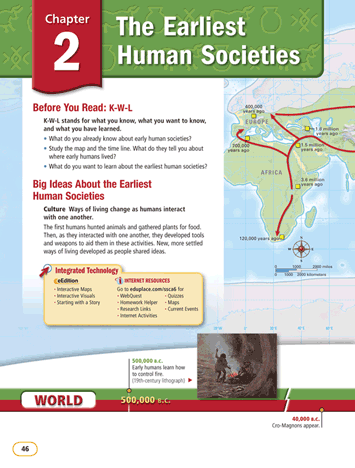 Chapter
2
The Earliest
Human Societies
Before You Read: K-W-L
K-W-L stands for what you know, what you want to know,
and what you have learned.
• What do you already know about early human societies?
• Study the map and the time line. What do they tell you about
where early humans lived?
• What do you want to learn about the earliest human societies?
Big Ideas About the Earliest
Human Societies
Culture Ways of living change as humans interact
with one another.
The first humans hunted animals and gathered plants for food.
Then, as they interacted with one another, they developed tools
and weapons to aid them in these activities. New, more settled
ways of living developed as people shared ideas.
Integrated Technology
eEdition
• Interactive Maps
• Interactive Visuals
• Starting with a Story
INTERNET RESOURCES
Go to eduplace.com/ssca6 for
• WebQuest
• Homework Helper
• Research Links
• Internet Activities
• Quizzes
• Maps
• Current Events
600,000
years ago
EUROPE
1.8 million
years ago
700,000
years ago
1.5 million
years ago
AFRICA
3.6 million
years ago
120,000 years ago
0 1000 2000 miles
0 1000 2000 kilometers
500,000 B.C.
Early humans learn how
to control fire.
(19th-century lithograph)
WORLD
500,000 B.C.
40,000 B.C.
Cro-Magnons appear.
46